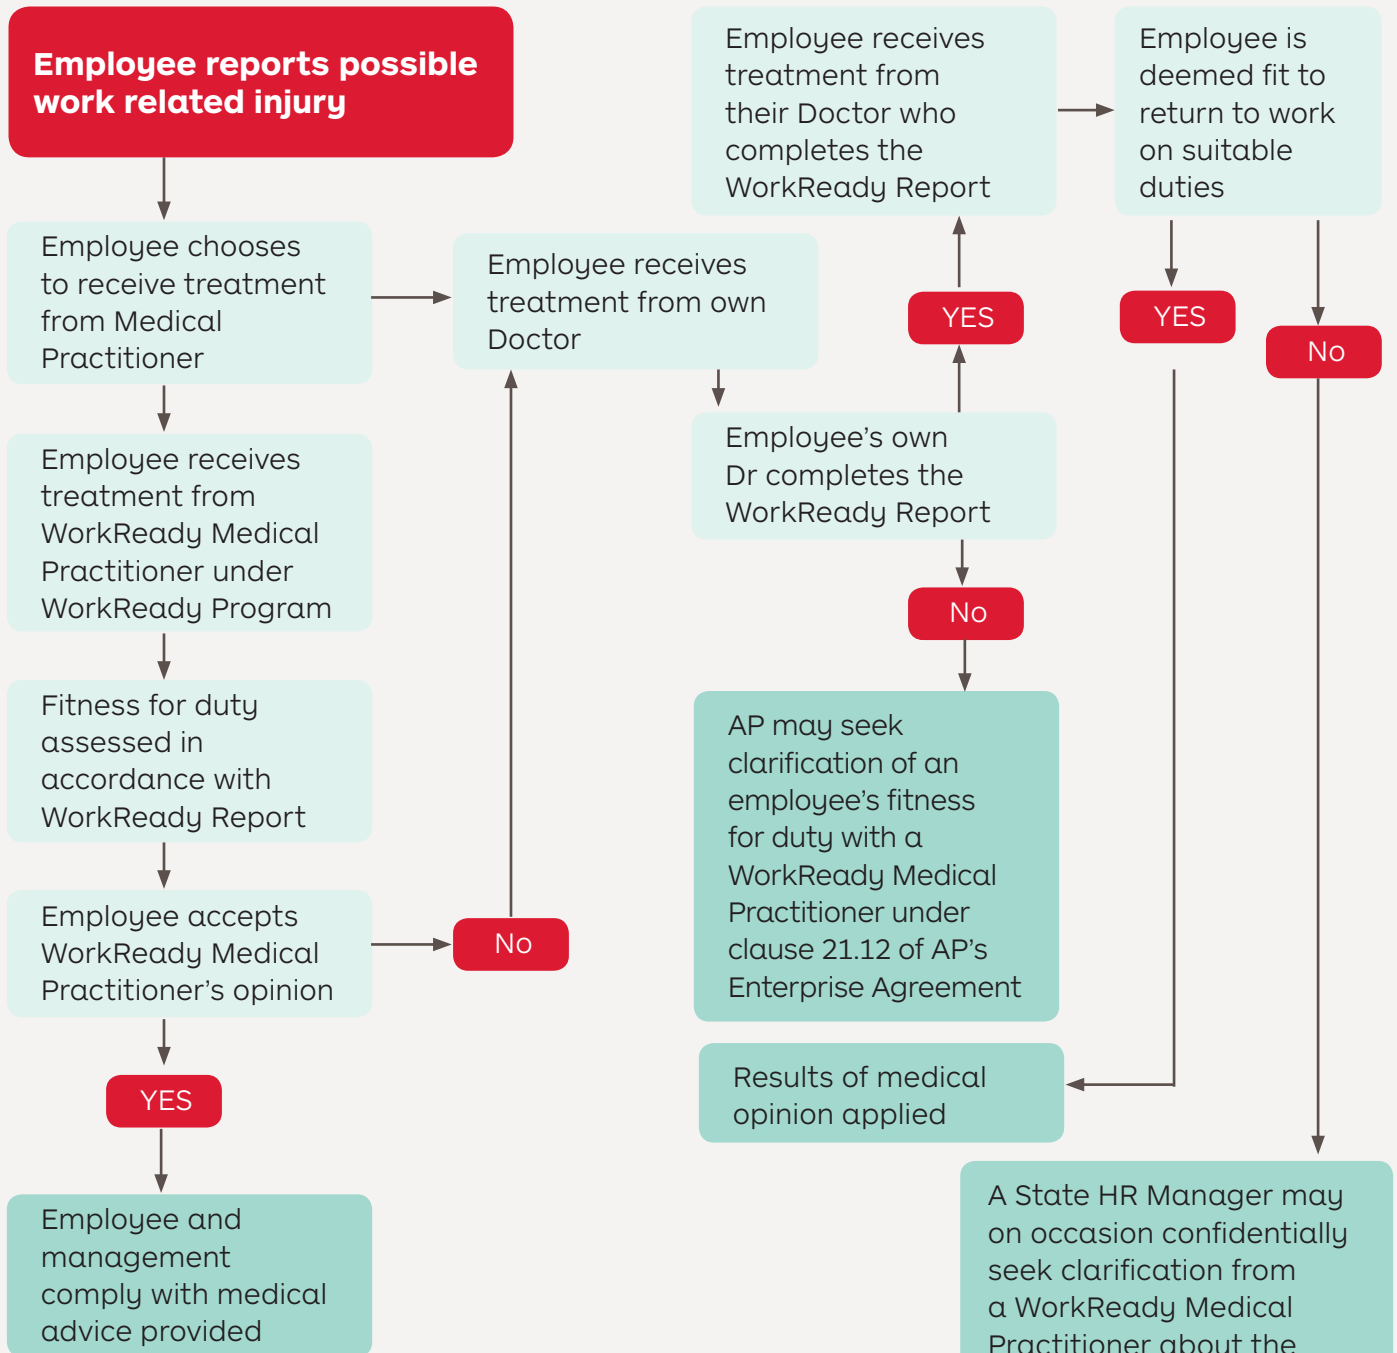 Employee reports possible
work related injury
Employee chooses
to receive treatment
from Medical
Practitioner
Employee receives
treatment from
WorkReady Medical
Practitioner under
WorkReady Program
Fitness for duty
assessed in
accordance with
WorkReady Report
Employee accepts
WorkReady Medical
Practitioner’s opinion
YES
Employee and
management
comply with medical
advice provided
No
Employee receives
treatment from own
Doctor
Employee’s own
Dr completes the
WorkReady Report
YES
Employee receives
treatment from
their Doctor who
completes the
WorkReady Report
No
AP may seek
clarification of an
employee’s fitness
for duty with a
WorkReady Medical
Practitioner under
clause 21.12 of AP’s
Enterprise Agreement
Employee is
deemed fit to
return to work
on suitable
duties
YES
Results of medical
opinion applied
No
A State HR Manager may
on occasion confidentially
seek clarification from
a WorkReady Medical
Practitioner about the